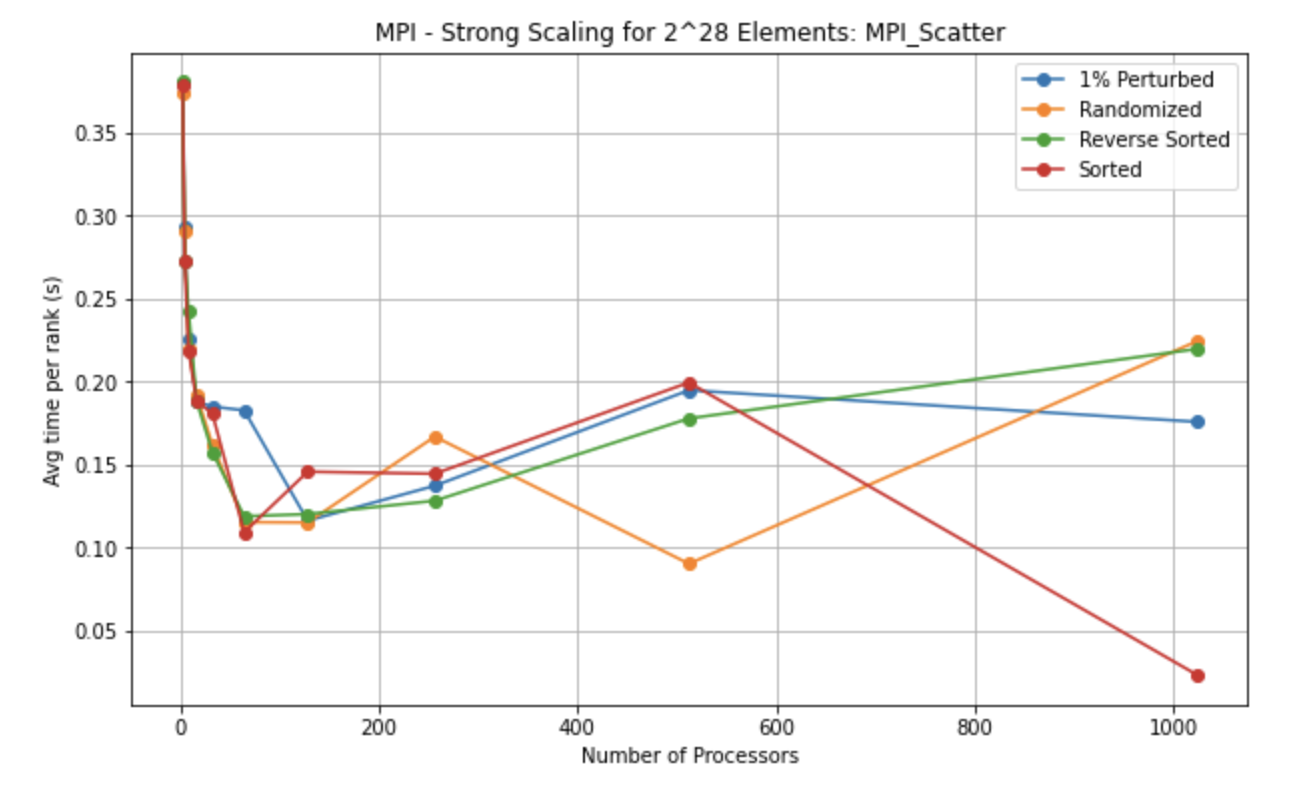 MPI - Strong Scaling for 2^28 Elements: MPI_Scatter
1% Perturbed
Randomized
Reverse Sorted
Sorted
Avg time per rank (s)
0.35
0.30
0.25
0.20
0.15
0.10
0.05
0
200
400
600
800
1000
Number of Processors